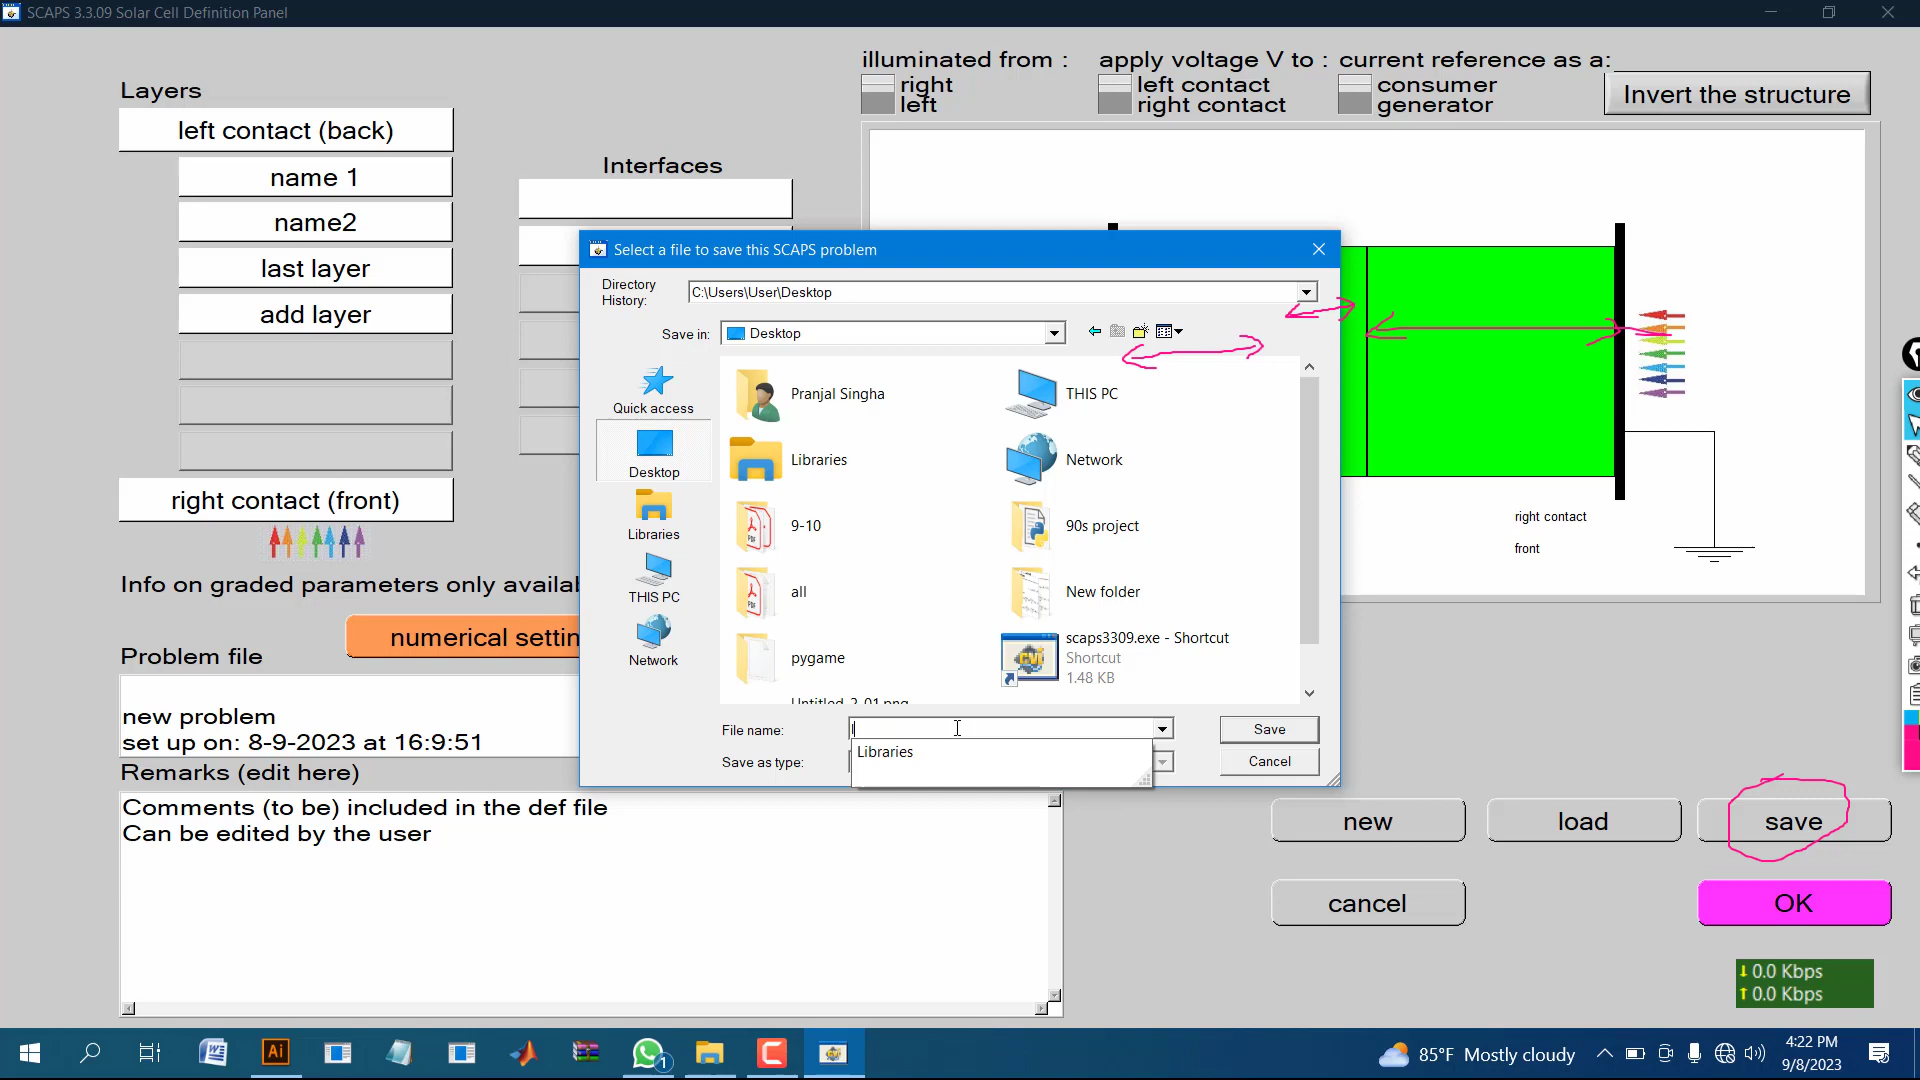 SCAPS 3.3.09 Solar Cell Definition Panel
illuminated from :
right
left
apply voltage V to :
left contact
right contact
current reference as a:
consumer
generator
Invert the structure
Layers
left contact (back)
name 1
name2
last layer
add layer
right contact (front)
Interfaces
Info on graded parameters only availab
numerical settin
Problem file
new problem
set up on: 8-9-2023 at 16:9:51
Remarks (edit here)
Comments (to be) included in the def file
Can be edited by the user
Select a file to save this SCAPS problem
Directory
History:
C:\Users\User\Desktop
Save in:
Desktop
Quick access
Desktop
Libraries
THIS PC
Network
Pranjal Singha
THIS PC
Libraries
Network
9-10
90s project
all
New folder
pygame
scaps3309.exe - Shortcut
Shortcut
1.48 KB
Untitled-2-01.png
File name:
l
Libraries
Save as type:
Save
Cancel
right contact
front
new
load
save
cancel
OK
0.0 Kbps
0.0 Kbps
85°F Mostly cloudy
4:22 PM
9/8/2023